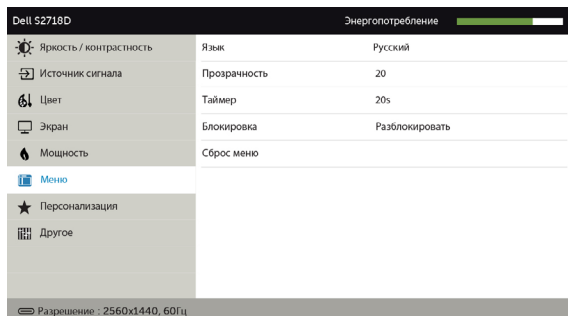 Dell S2718D Энергопотребление
Яркость / контрастность
Язык Русский
Источник сигнала
Прозрачность 20
Цвет
Таймер 20s
Экран
Блокировка Разблокировать
Мощность
Сброс меню
Меню
Персонализация
Другое
Разрешение : 2560x1440, 60Гц